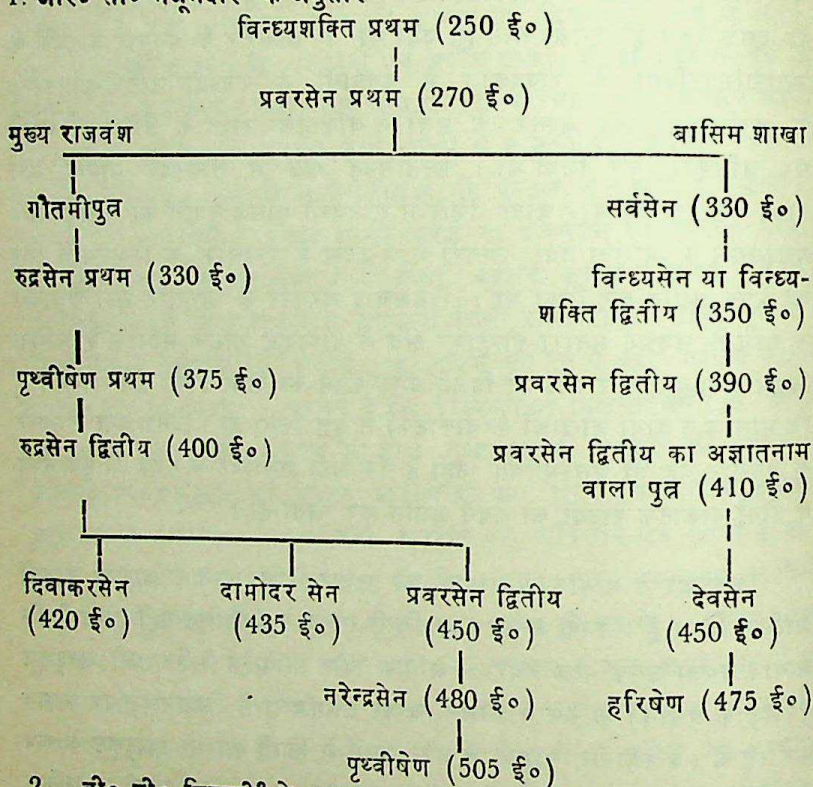 विन्ध्यशक्ति प्रथम (250 ई०)
प्रवरसेन प्रथम (270 ई०)
मुख्य राजवंश
बासिम शाखा
गौतमीपुत्र
सर्वसेन (330 ई०)
रुद्रसेन प्रथम (330 ई०)
विन्ध्यसेन या विन्ध्य-
शक्ति द्वितीय (350 ई०)
पृथ्वीषेण प्रथम (375 ई०)
प्रवरसेन द्वितीय (390 ई०)
रुद्रसेन द्वितीय (400 ई०)
प्रवरसेन द्वितीय का अज्ञातनाम
वाला पुत्र (410 ई०)
दिवाकरसेन
(420 ई०)
दामोदर सेन
(435 ई०)
प्रवरसेन द्वितीय
(450 ई०)
देवसेन
(450 ई०)
नरेन्द्रसेन (480 ई०)
हरिषेण (475 ई०)
पृथ्वीषेण (505 ई०)